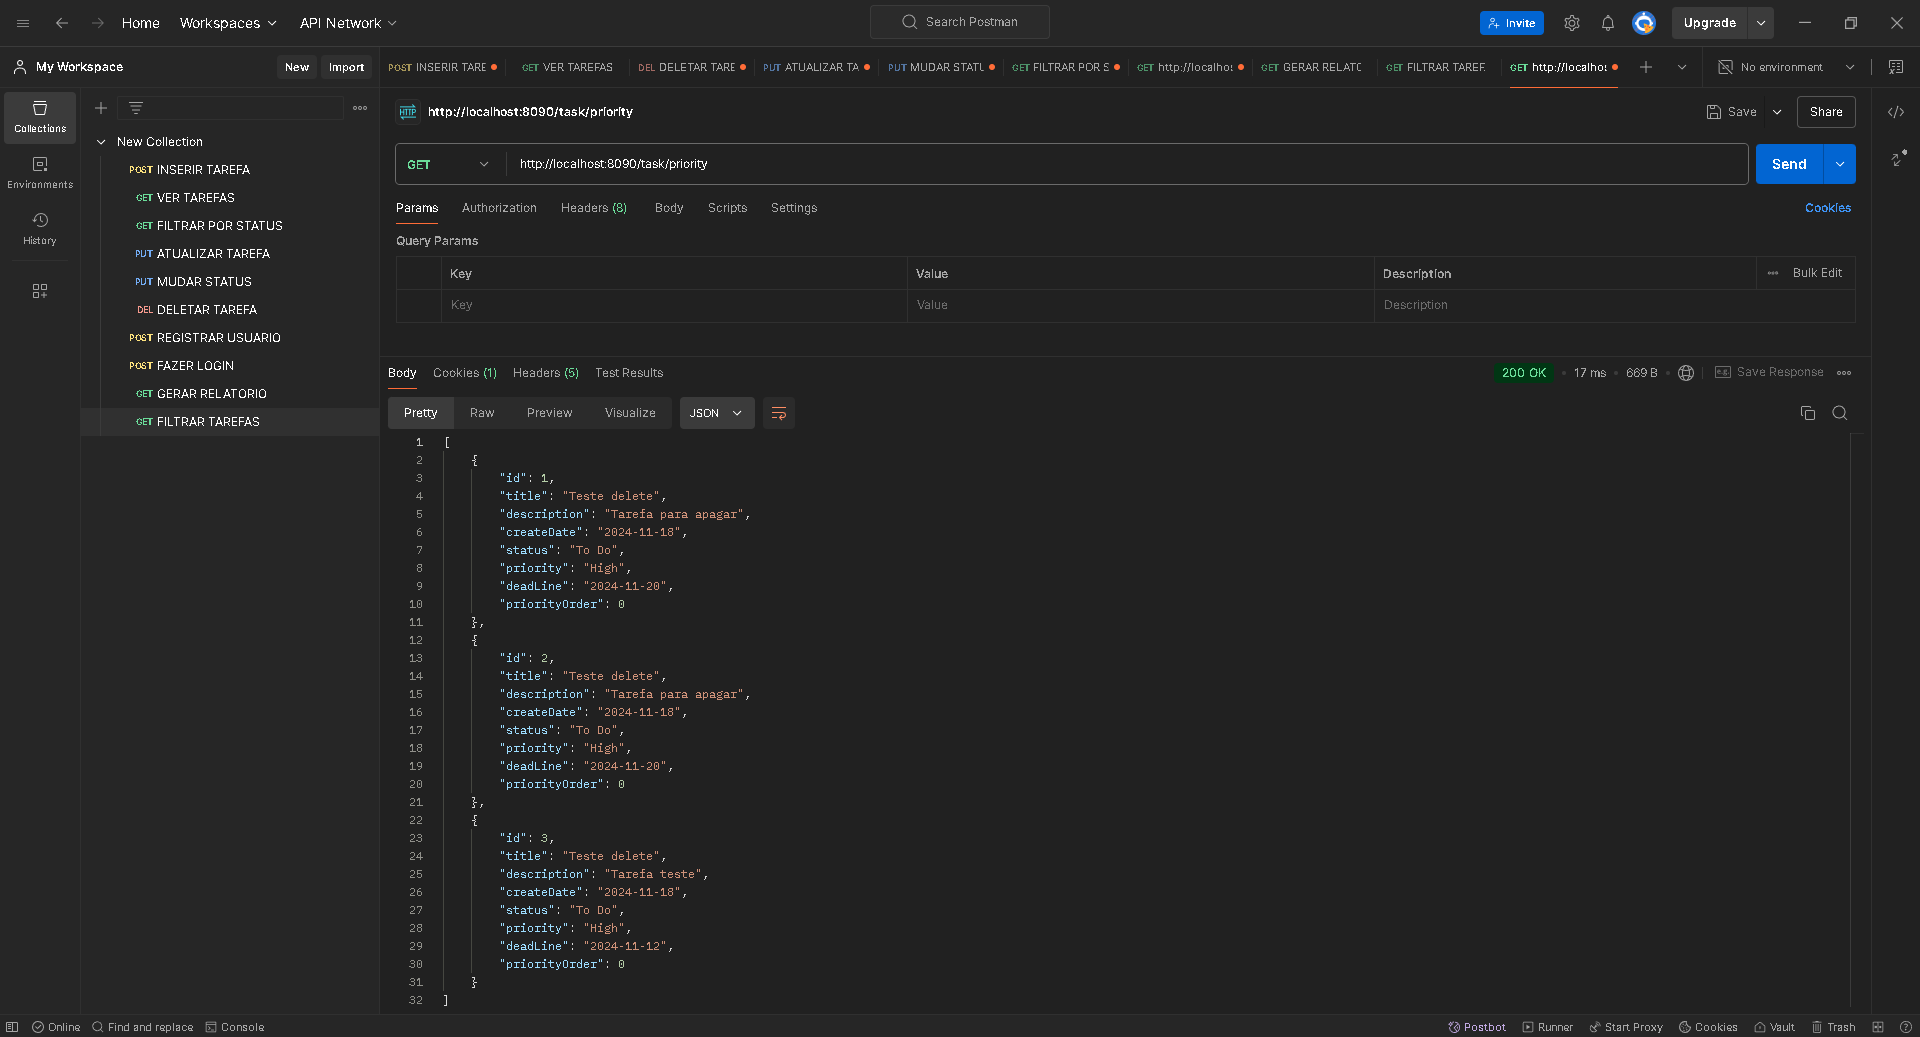 Home Workspaces API Network Search Postman Invite Upgrade
My Workspace New Import POST INSERIR TARE GET VER TAREFAS DEL DELETAR TARE PUT ATUALIZAR TA PUT MUDAR STATU GET FILTRAR POR S GET http://localhos GET GERAR RELATO GET FILTRAR TAREF GET http://localhos No environment
Collections
Environments
History
New Collection
POST INSERIR TAREFA
GET VER TAREFAS
GET FILTRAR POR STATUS
PUT ATUALIZAR TAREFA
PUT MUDAR STATUS
DEL DELETAR TAREFA
POST REGISTRAR USUARIO
POST FAZER LOGIN
GET GERAR RELATORIO
GET FILTRAR TAREFAS
HTTP http://localhost:8090/task/priority Save Share
GET http://localhost:8090/task/priority Send
Params Authorization Headers (8) Body Scripts Settings Cookies
Query Params
Key Value Description Bulk Edit
Key Value Description
Body Cookies (1) Headers (5) Test Results 200 OK 17 ms 669 B Save Response
Pretty Raw Preview Visualize JSON
1 [
2 {
3 "id": 1,
4 "title": "Teste delete",
5 "description": "Tarefa para apagar",
6 "createDate": "2024-11-18",
7 "status": "To Do",
8 "priority": "High",
9 "deadLine": "2024-11-20",
10 "priorityOrder": 0
11 },
12 {
13 "id": 2,
14 "title": "Teste delete",
15 "description": "Tarefa para apagar",
16 "createDate": "2024-11-18",
17 "status": "To Do",
18 "priority": "High",
19 "deadLine": "2024-11-20",
20 "priorityOrder": 0
21 },
22 {
23 "id": 3,
24 "title": "Teste delete",
25 "description": "Tarefa teste",
26 "createDate": "2024-11-18",
27 "status": "To Do",
28 "priority": "High",
29 "deadLine": "2024-11-12",
30 "priorityOrder": 0
31 }
32 ]
Online Find and replace Console Postbot Runner Start Proxy Cookies Vault Trash